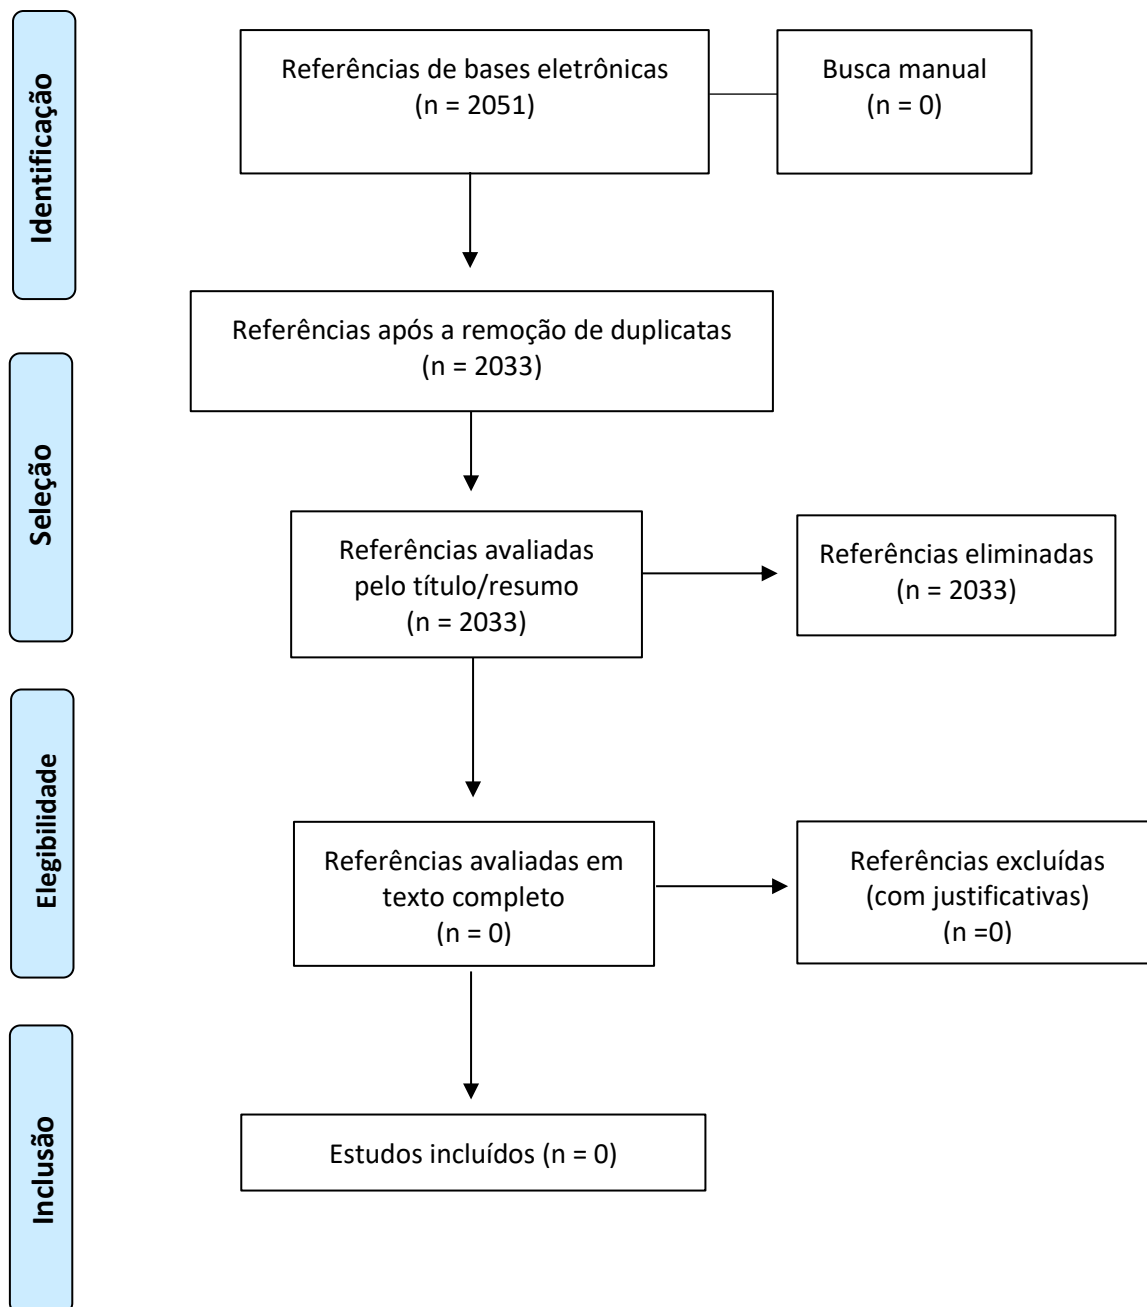 Identificação
Referências de bases eletrônicas
(n = 2051)
Busca manual
(n = 0)
Referências após a remoção de duplicatas
(n = 2033)
Seleção
Referências avaliadas
pelo título/resumo
(n = 2033)
Referências eliminadas
(n = 2033)
Elegibilidade
Referências avaliadas em
texto completo
(n = 0)
Referências excluídas
(com justificativas)
(n =0)
Inclusão
Estudos incluídos (n = 0)